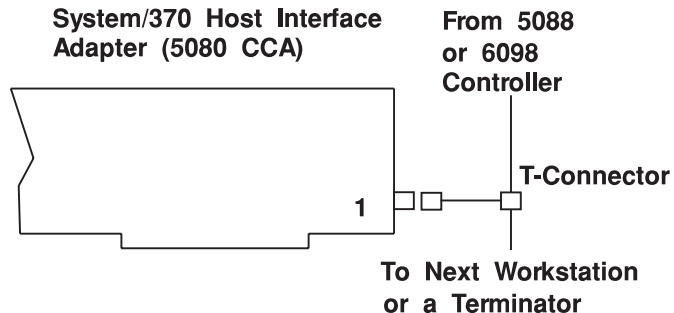 System/370 Host Interface
Adapter (5080 CCA)
From 5088
or 6098
Controller
T-Connector
1
To Next Workstation
or a Terminator